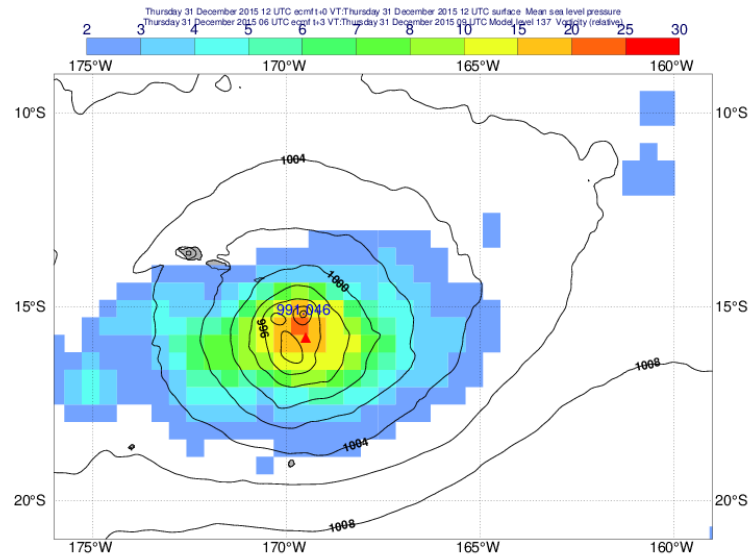 Thursday 31 December 2015 12 UTC ecmf t+0 VT:Thursday 31 December 2015 12 UTC surface Mean sea level pressure
Thursday 31 December 2015 06 UTC ecmf t+3 VT:Thursday 31 December 2015 09 UTC Model level 137 Vorticity (relative)
2 3 4 5 6 7 8 10 15 20 25 30
175°W 170°W 165°W 160°W
10°S 10°S
1004
1000
15°S 991.046 15°S
996
1008
1004
20°S 20°S
1008
175°W 170°W 165°W 160°W